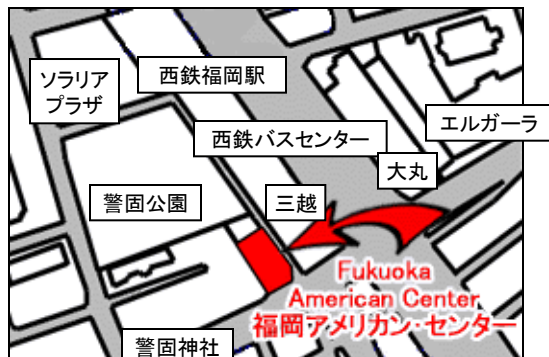 ソラリア
プラザ
西鉄福岡駅
エルガーラ
西鉄バスセンター
大丸
警固公園
三越
Fukuoka
American Center
福岡アメリカン・センター
警固神社